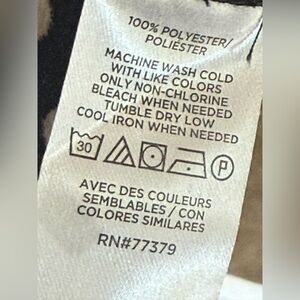 100% POLYESTER/
POLIÉSTER
MACHINE WASH COLD
WITH LIKE COLORS
ONLY NON-CHLORINE
BLEACH WHEN NEEDED
TUMBLE DRY LOW
COOL IRON WHEN NEEDED
30 P
AVEC DES COULEURS
SEMBLABLES / CON
COLORES SIMILARES
RN#77379